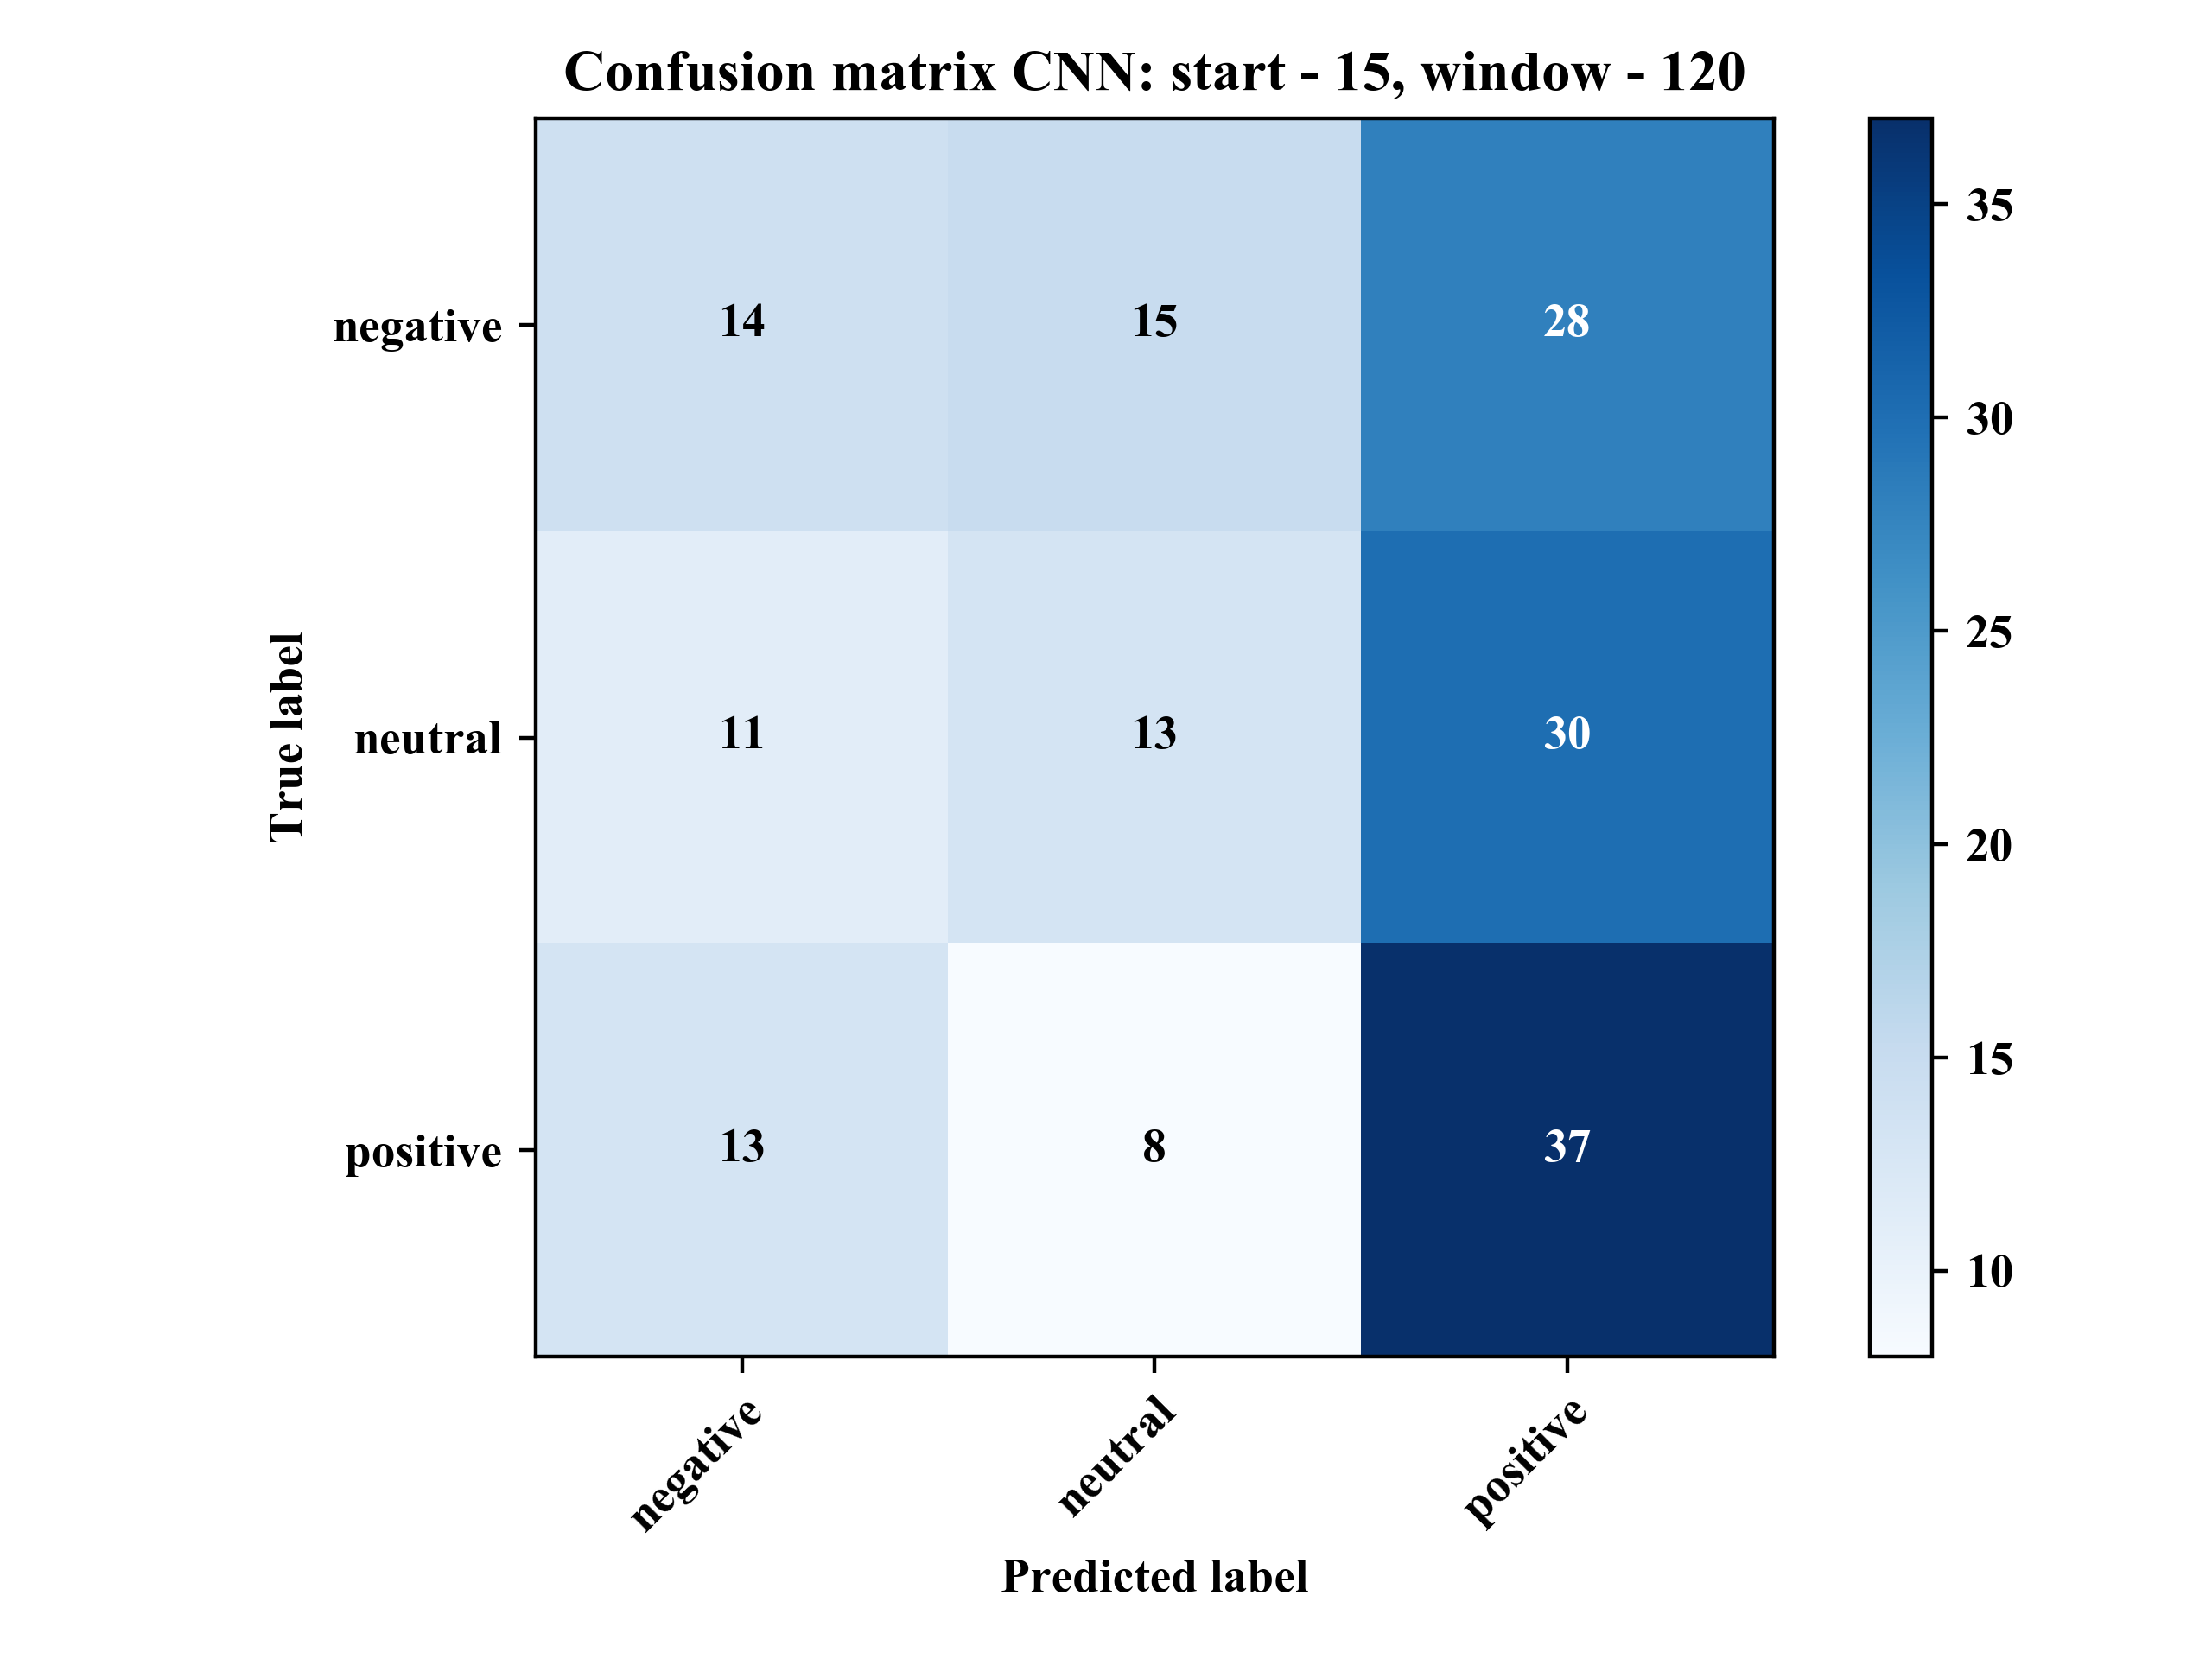 Confusion matrix CNN: start - 15, window - 120
35
negative 14 15 28
30
25
True label
neutral 11 13 30
20
15
positive 13 8 37
10
negative neutral positive
Predicted label